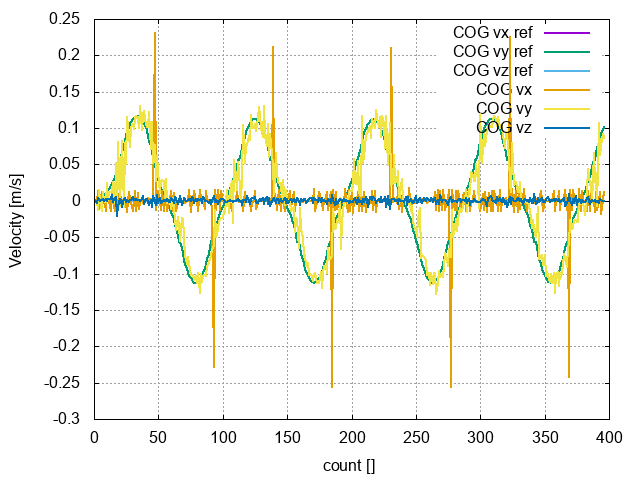 0.25
0.2
0.15
0.1
0.05
0
-0.05
-0.1
-0.15
-0.2
-0.25
-0.3
Velocity [m/s]
COG vx ref
COG vy ref
COG vz ref
COG vx
COG vy
COG vz
0 50 100 150 200 250 300 350 400
count []